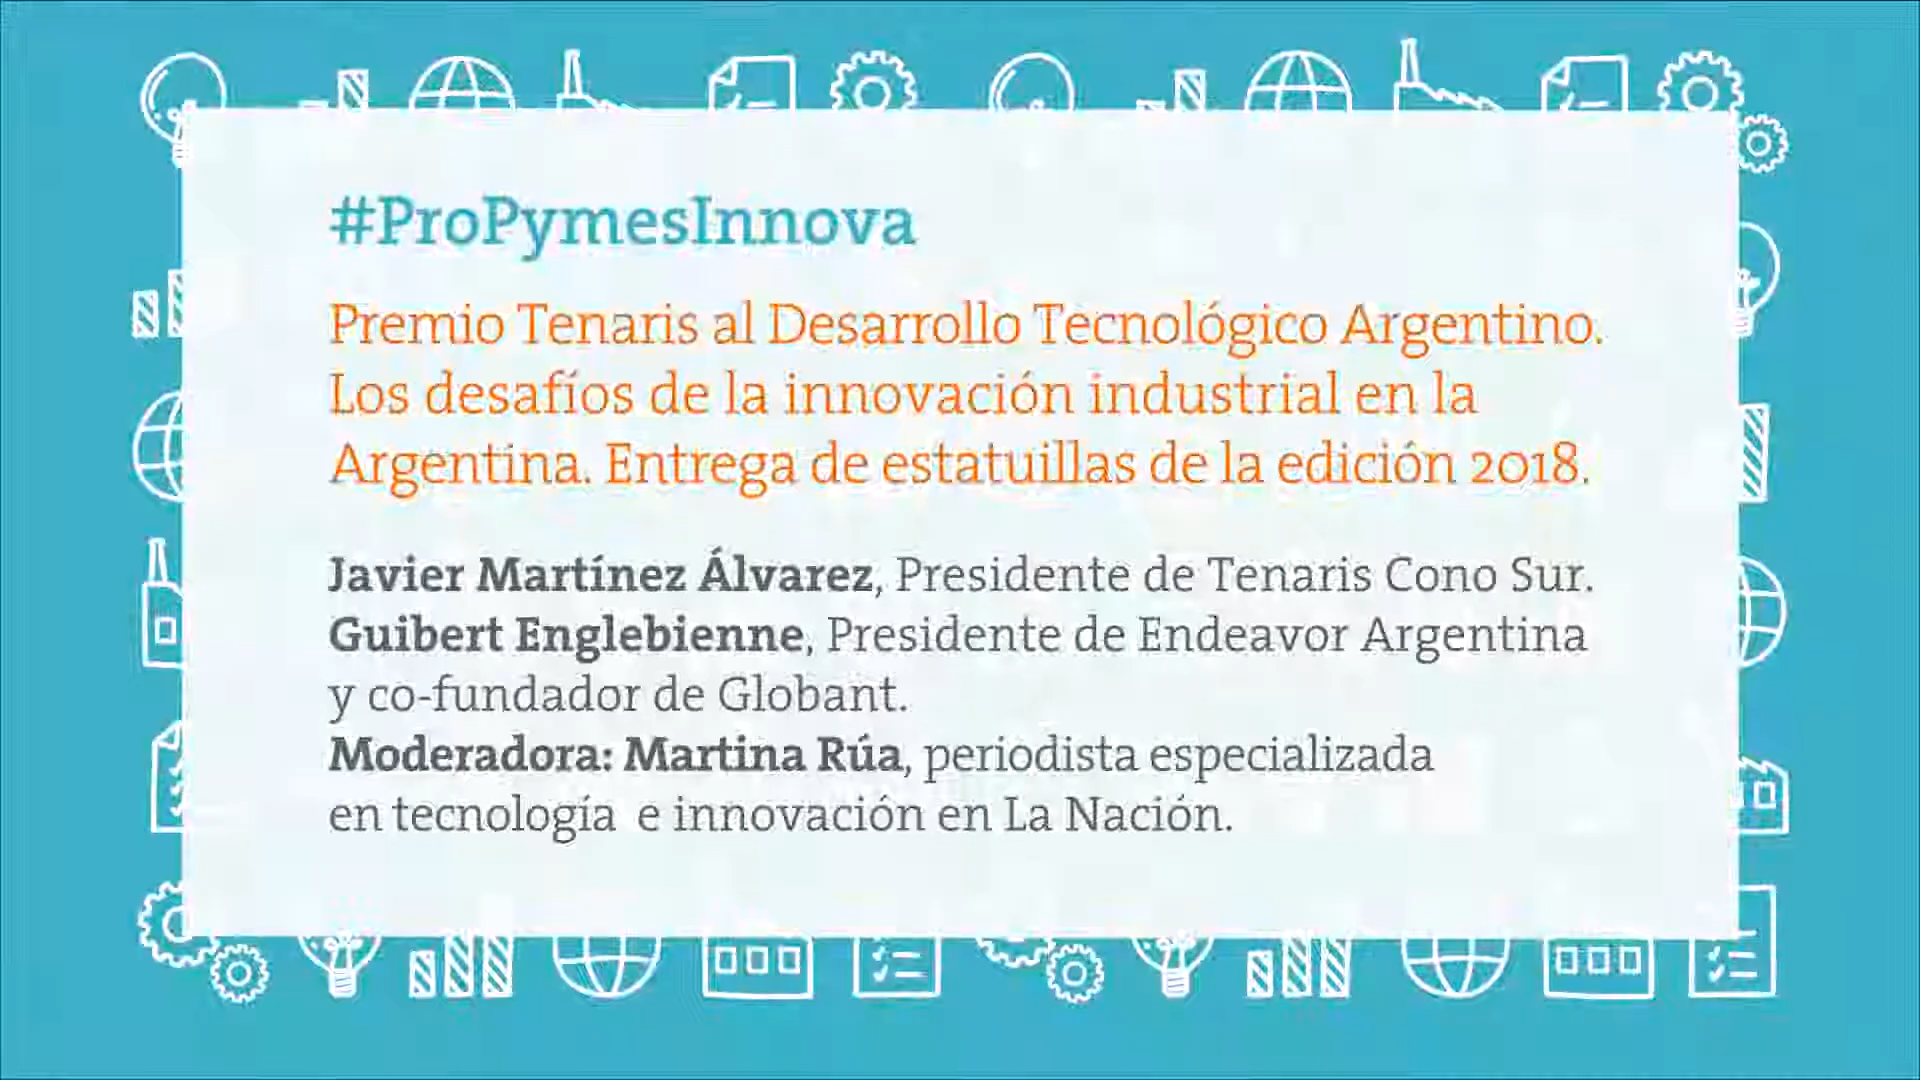 #ProPymesInnova
Premio Tenaris al Desarrollo Tecnológico Argentino.
Los desafíos de la innovación industrial en la
Argentina. Entrega de estatuillas de la edición 2018.
Javier Martínez Álvarez, Presidente de Tenaris Cono Sur.
Guibert Englebienne, Presidente de Endeavor Argentina
y co-fundador de Globant.
Moderadora: Martina Rúa, periodista especializada
en tecnología e innovación en La Nación.